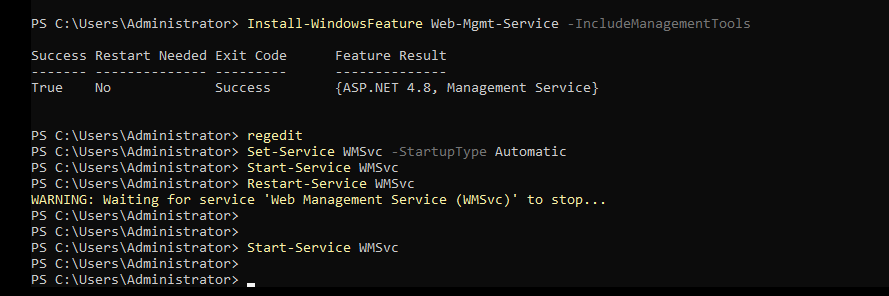 PS C:\Users\Administrator> Install-WindowsFeature Web-Mgmt-Service -IncludeManagementTools
Success Restart Needed Exit Code      Feature Result
------- -------------- ---------      --------------
True    No             Success        {ASP.NET 4.8, Management Service}
PS C:\Users\Administrator> regedit
PS C:\Users\Administrator> Set-Service WMSvc -StartupType Automatic
PS C:\Users\Administrator> Start-Service WMSvc
PS C:\Users\Administrator> Restart-Service WMSvc
WARNING: Waiting for service 'Web Management Service (WMSvc)' to stop...
PS C:\Users\Administrator>
PS C:\Users\Administrator>
PS C:\Users\Administrator> Start-Service WMSvc
PS C:\Users\Administrator>
PS C:\Users\Administrator>